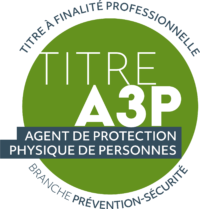 TITRE À FINALITÉ PROFESSIONNELLE
TITRE
A3P
AGENT DE PROTECTION
PHYSIQUE DE PERSONNES
BRANCHE PRÉVENTION-SÉCURITÉ